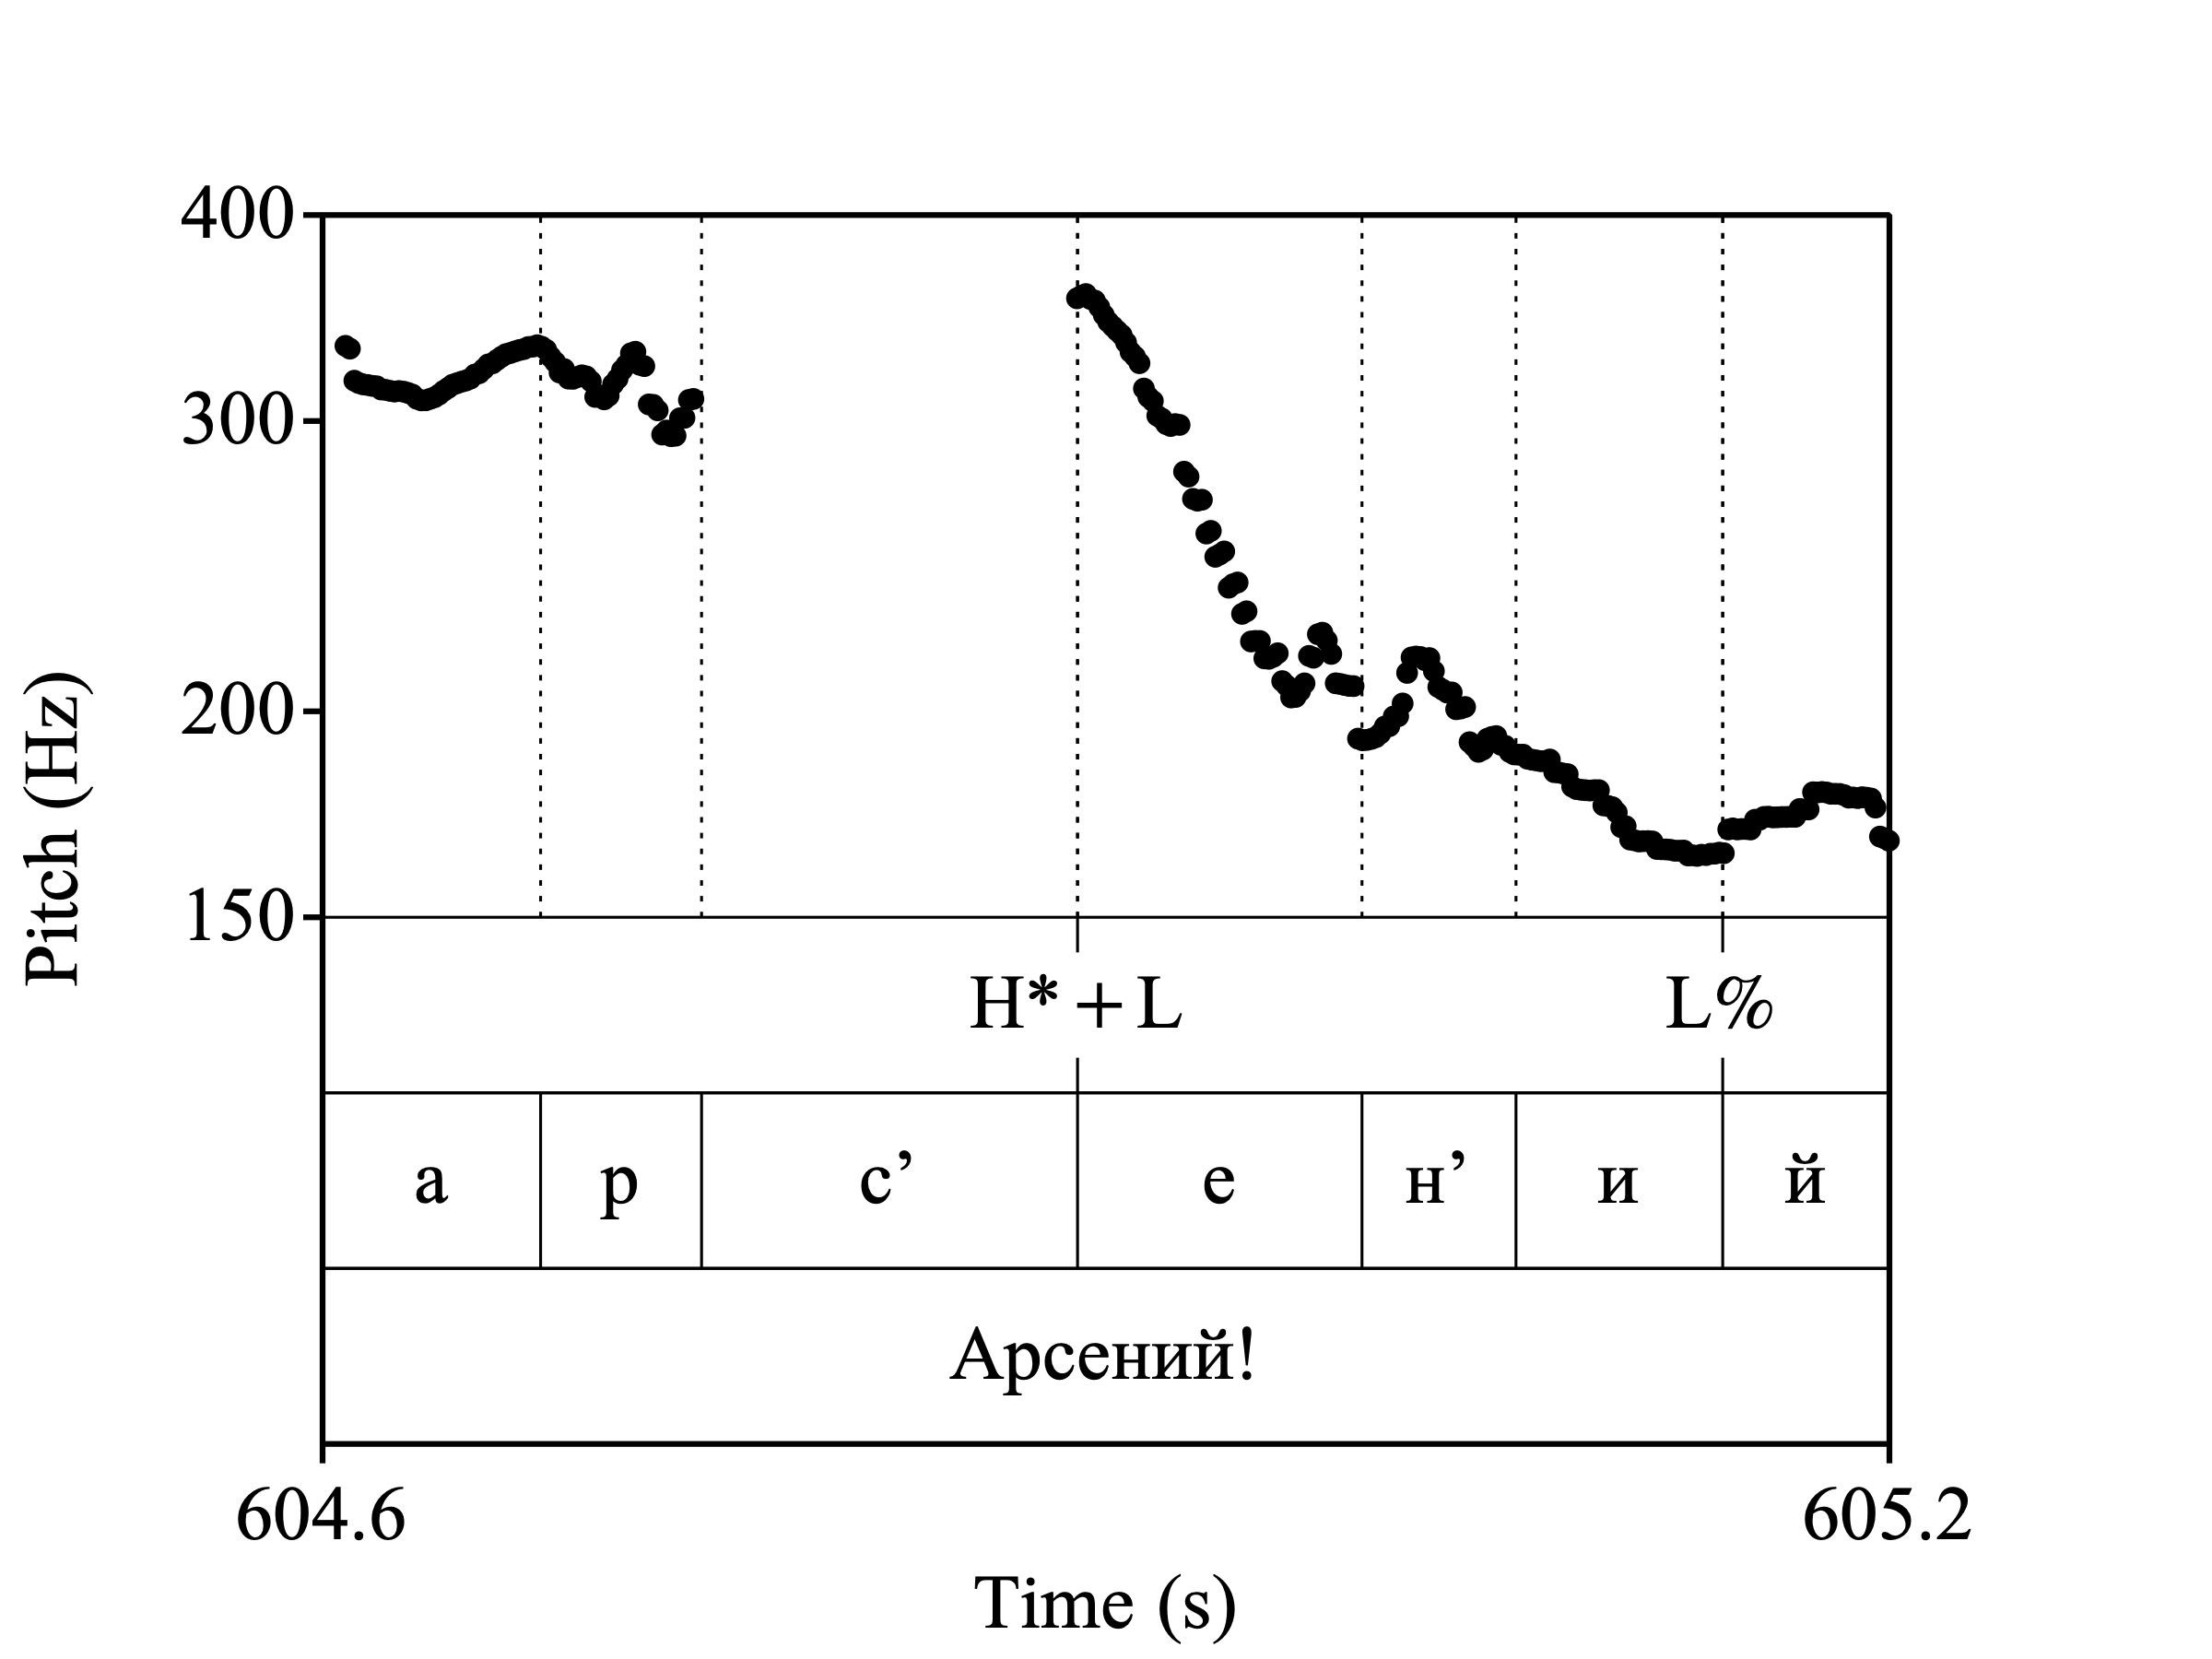 400
300
200
150
Pitch (Hz)
H*+L L%
а р с’ е н’ и й
Арсений!
604.6 605.2
Time (s)